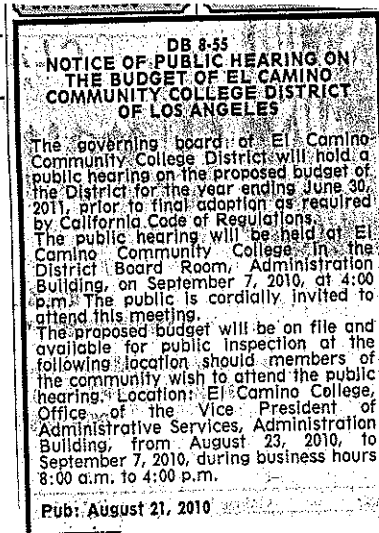 DB 8-55
NOTICE OF PUBLIC HEARING ON
THE BUDGET OF EL CAMINO
COMMUNITY COLLEGE DISTRICT
OF LOS ANGELES
The governing board of El Camino
Community College District will hold a
public hearing on the proposed budget of
the District for the year ending June 30,
2011, prior to final adoption as required
by California Code of Regulations.
The public hearing will be held at El
Camino Community College in the
District Board Room, Administration
Building, on September 7, 2010, at 4:00
p.m. The public is cordially invited to
attend this meeting.
The proposed budget will be on file and
available for public inspection at the
following location should members of
the community wish to attend the public
hearing. Location: El Camino College,
Office of the Vice President of
Administrative Services, Administration
Building, from August 23, 2010, to
September 7, 2010, during business hours
8:00 a.m. to 4:00 p.m.
Pub: August 21, 2010